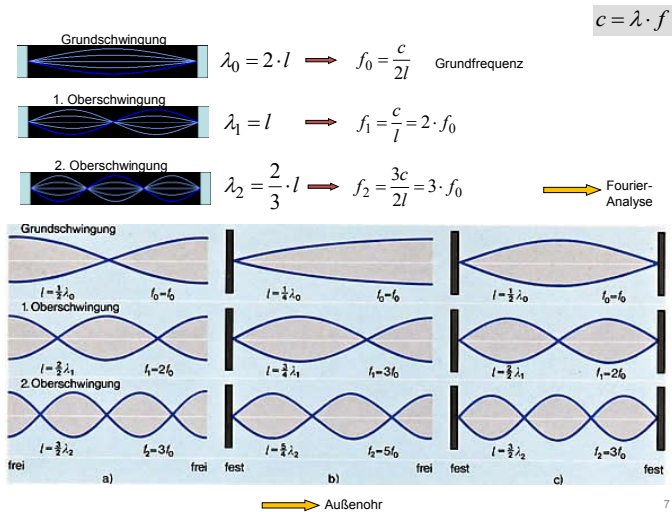 c = λ · f
Grundschwingung
λ₀ = 2 · l
f₀ = c/2l
Grundfrequenz
1. Oberschwingung
λ₁ = l
f₁ = c/l = 2 · f₀
2. Oberschwingung
λ₂ = 2/3 · l
f₂ = 3c/2l = 3 · f₀
Fourier-
Analyse
Grundschwingung
l = ½ λ₀ f₀=f₀
l = ¼ λ₀ f₀=f₀
l = ½ λ₀ f₀=f₀
1. Oberschwingung
l = 2/2 λ₁ f₁=2f₀
l = ¾ λ₁ f₁=3f₀
l = 2/2 λ₁ f₁=2f₀
2. Oberschwingung
l = 3/2 λ₂ f₂=3f₀
l = 5/4 λ₂ f₂=5f₀
l = 3/2 λ₂ f₂=3f₀
frei frei fest frei fest fest
a) b) c)
Außenohr
7